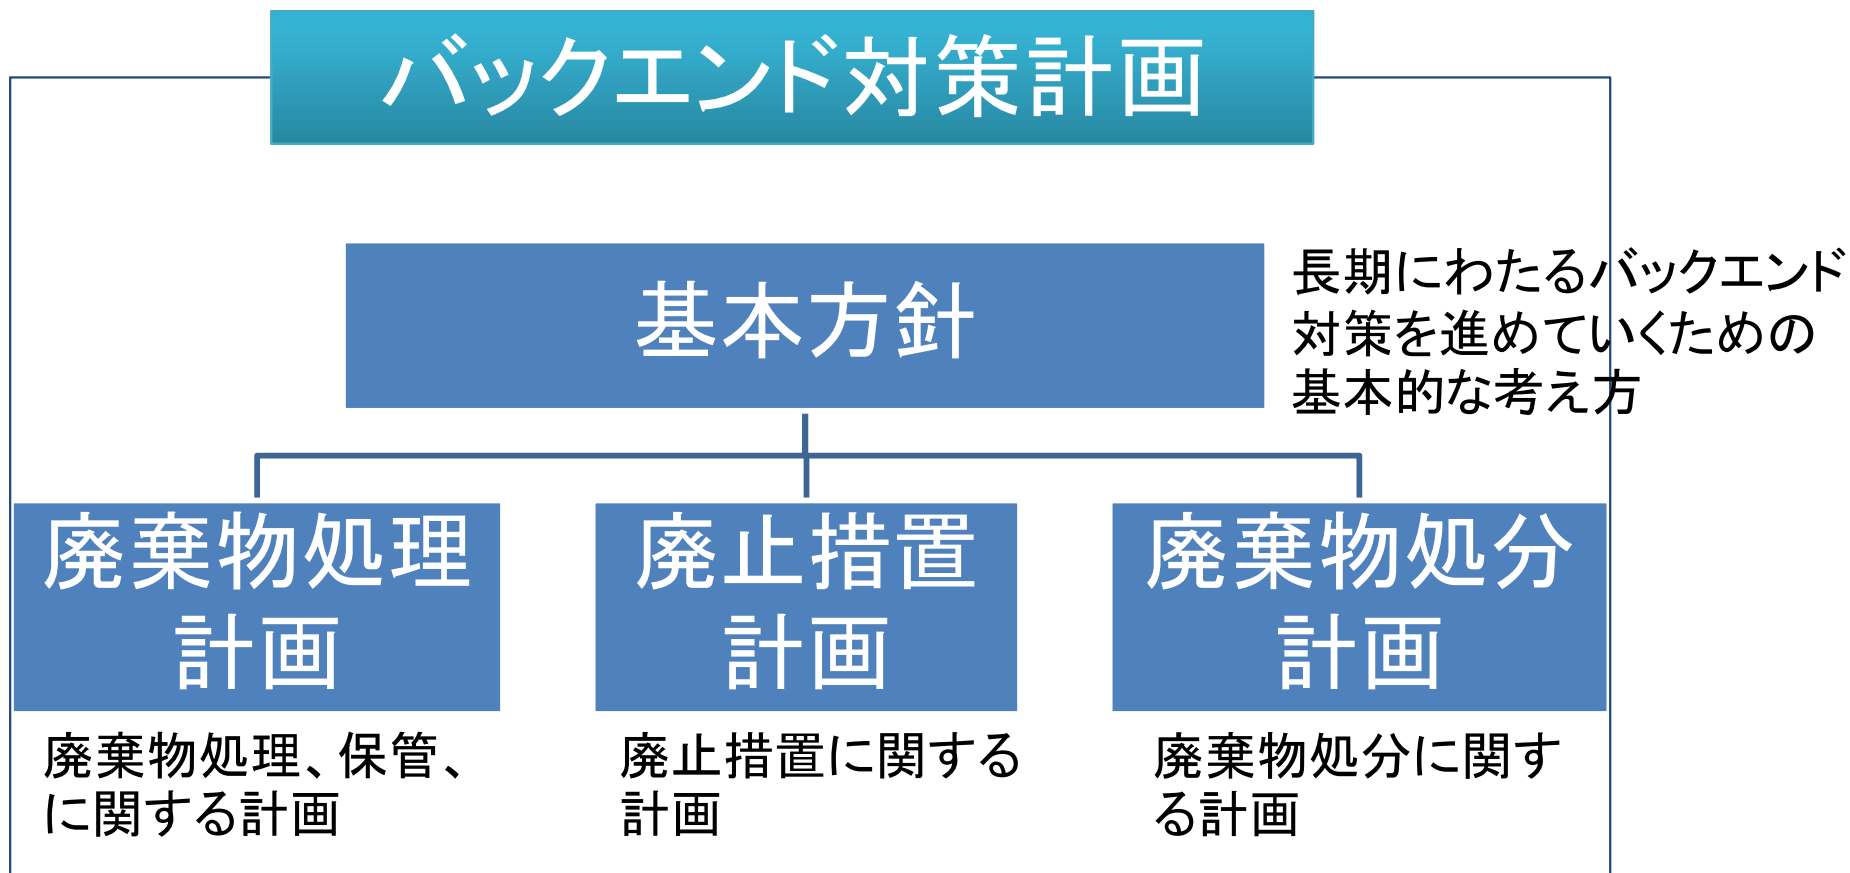 バックエンド対策計画
基本方針
長期にわたるバックエンド
対策を進めていくための
基本的な考え方
廃棄物処理
計画
廃止措置
計画
廃棄物処分
計画
廃棄物処理、保管、
に関する計画
廃止措置に関する
計画
廃棄物処分に関す
る計画